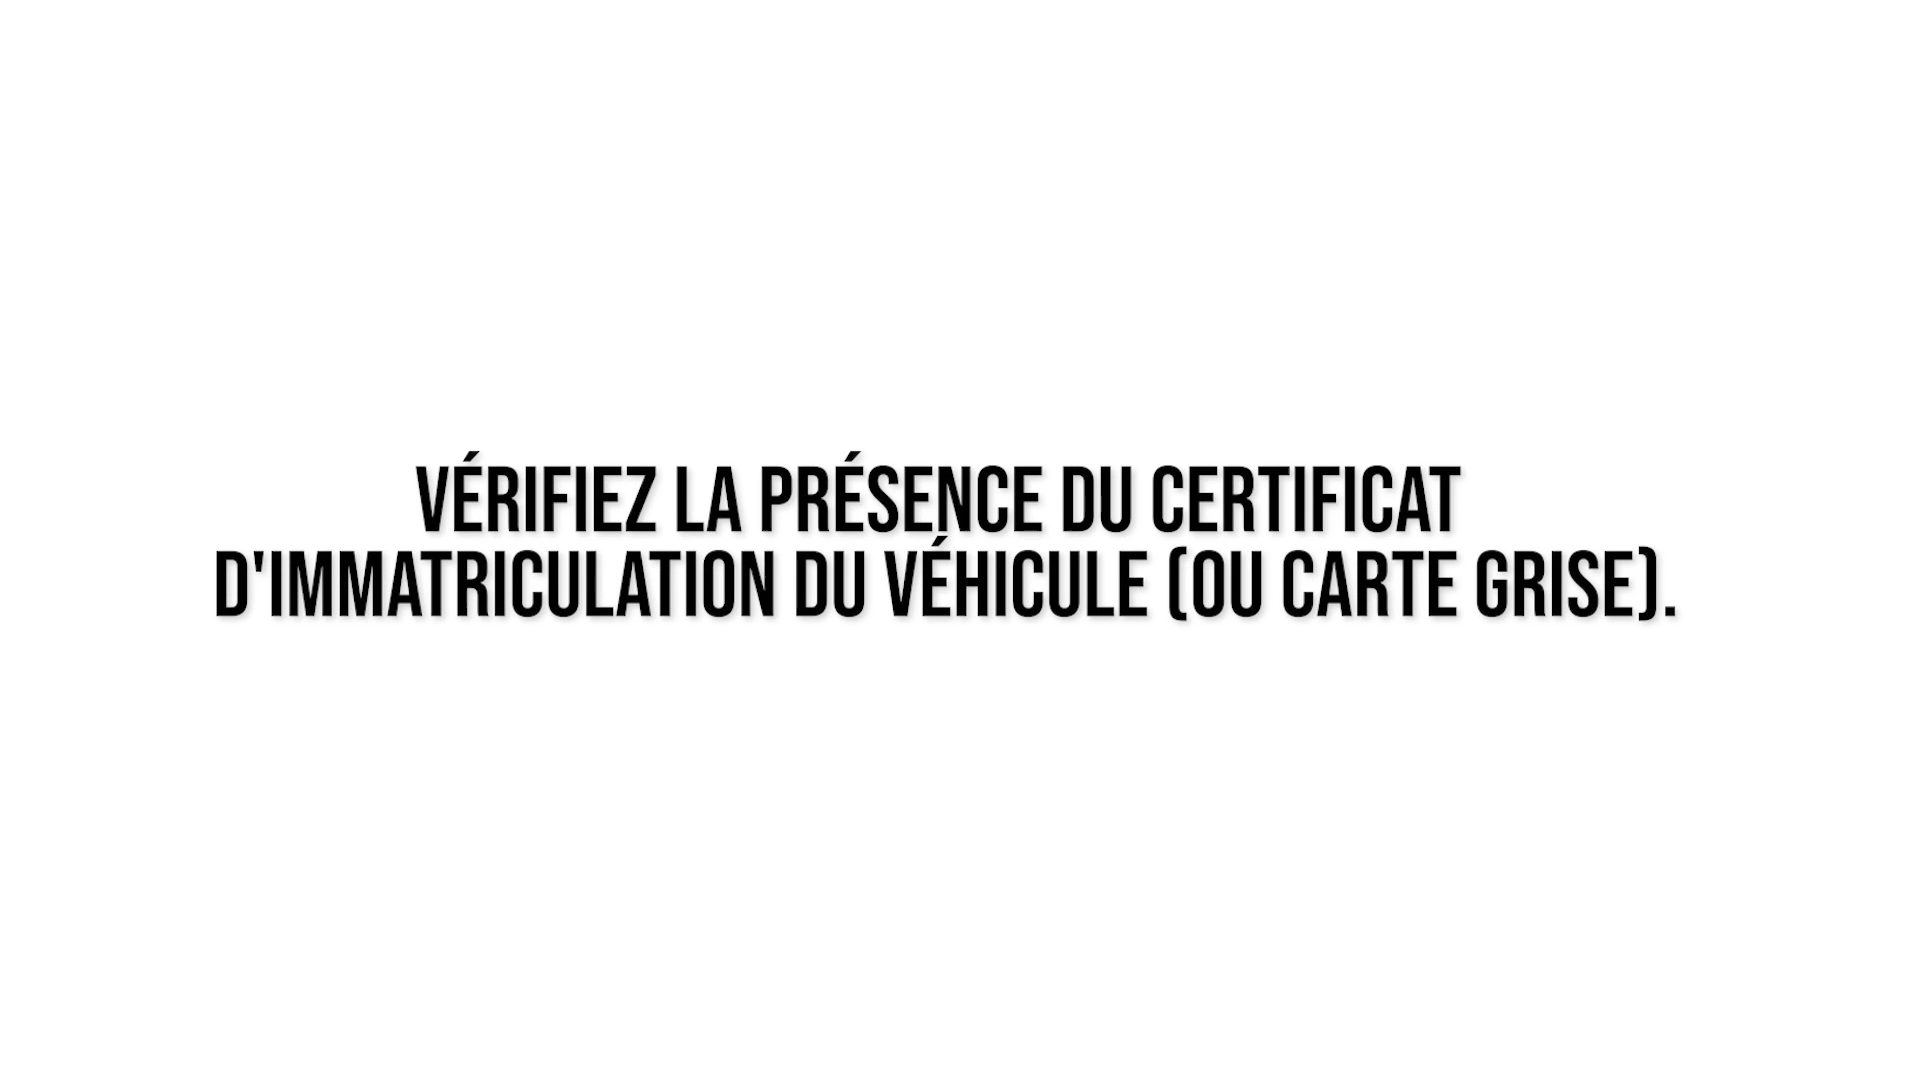 VÉRIFIEZ LA PRÉSENCE DU CERTIFICAT
D'IMMATRICULATION DU VÉHICULE (OU CARTE GRISE).